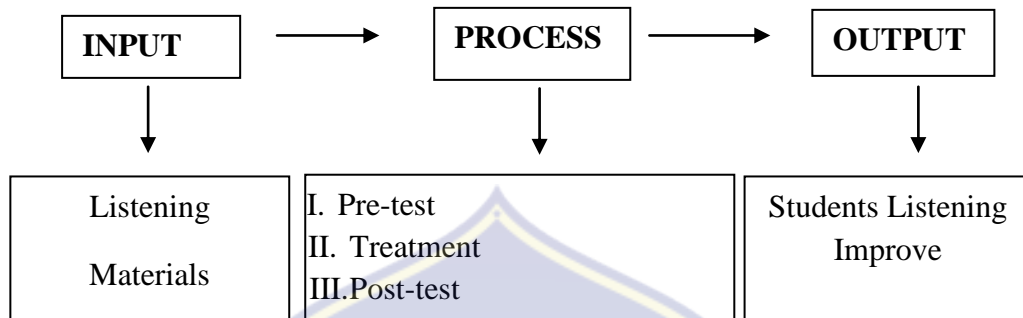 INPUT
PROCESS
OUTPUT
Listening
Materials
I. Pre-test
II. Treatment
III.Post-test
Students Listening
Improve